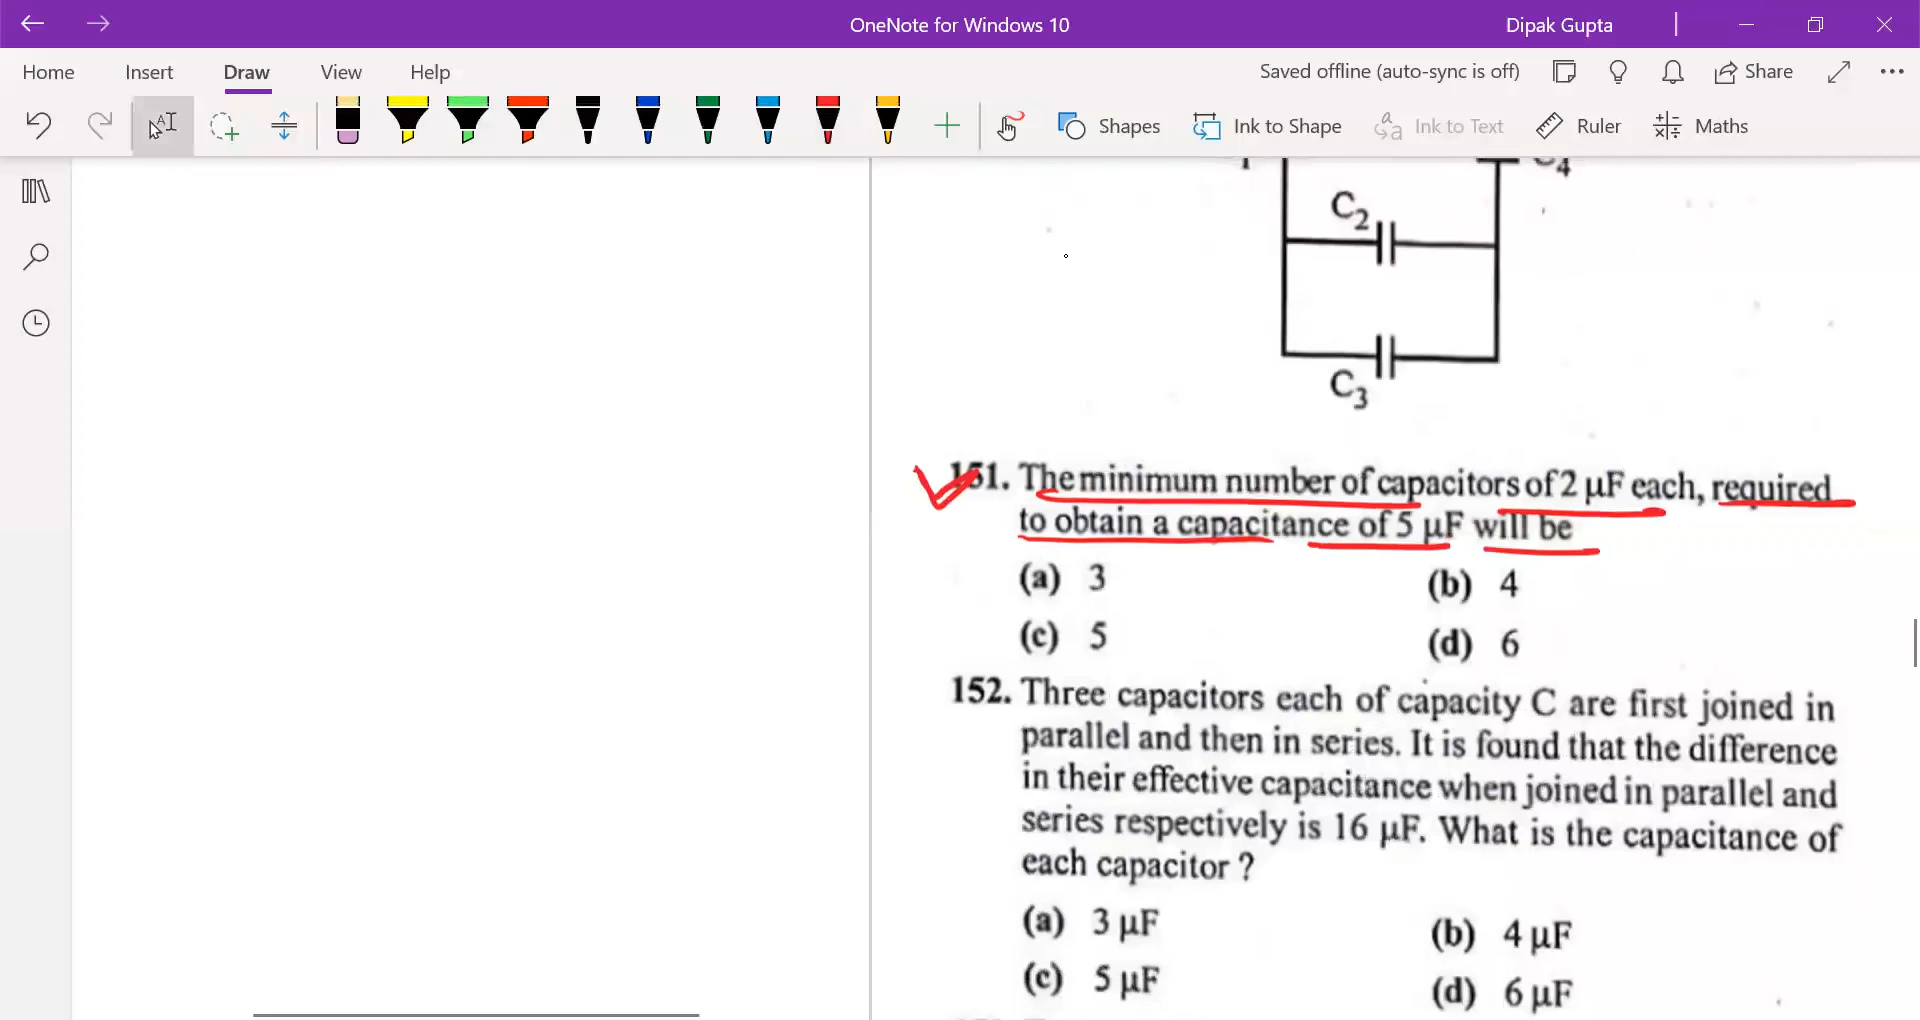 OneNote for Windows 10
Dipak Gupta
Home Insert Draw View Help
Saved offline (auto-sync is off) Share
Shapes Ink to Shape Ink to Text Ruler Maths
C4
C2
C3
151. The minimum number of capacitors of 2 μF each, required
to obtain a capacitance of 5 μF will be
(a) 3 (b) 4
(c) 5 (d) 6
152. Three capacitors each of capacity C are first joined in
parallel and then in series. It is found that the difference
in their effective capacitance when joined in parallel and
series respectively is 16 μF. What is the capacitance of
each capacitor ?
(a) 3 μF (b) 4 μF
(c) 5 μF (d) 6 μF